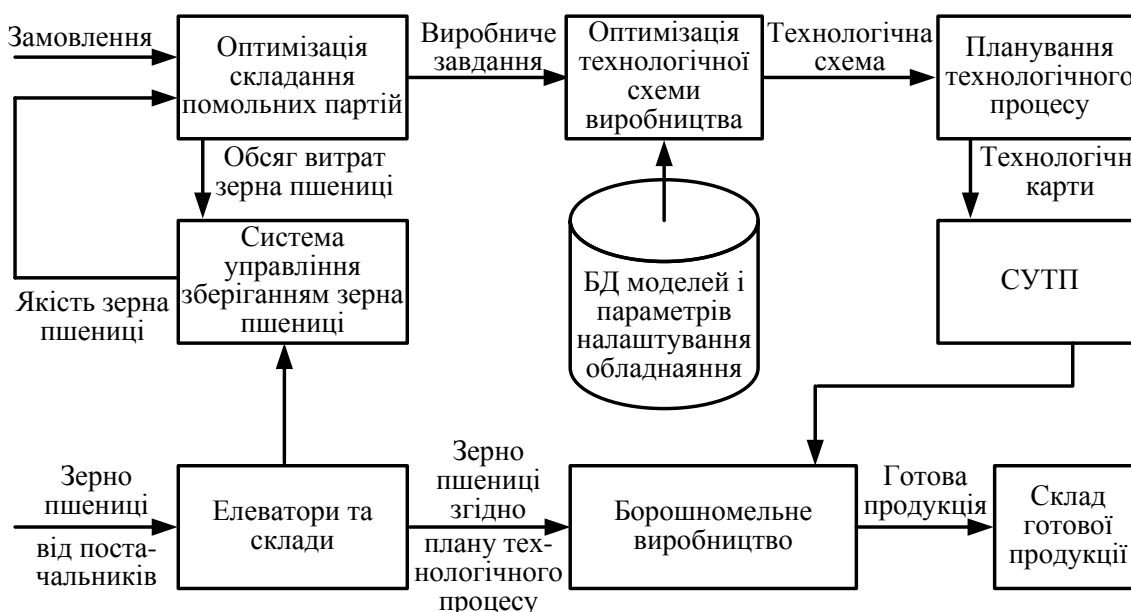 Замовлення
Оптимізація
складання
помольних партій
Виробниче
завдання
Оптимізація
технологічної
схеми
виробництва
Технологічна
схема
Планування
технологічного
процесу
Обсяг витрат
зерна пшениці
Технологічні
карти
Система
управління
зберіганням зерна
пшениці
Якість зерна
пшениці
БД моделей і
параметрів
налаштування
обладнаяння
СУТП
Зерно
пшениці
від поста-
чальників
Елеватори та
склади
Зерно
пшениці
згідно
плану тех-
нологічного
процесу
Борошномельне
виробництво
Готова
продукція
Склад
готової
продукції